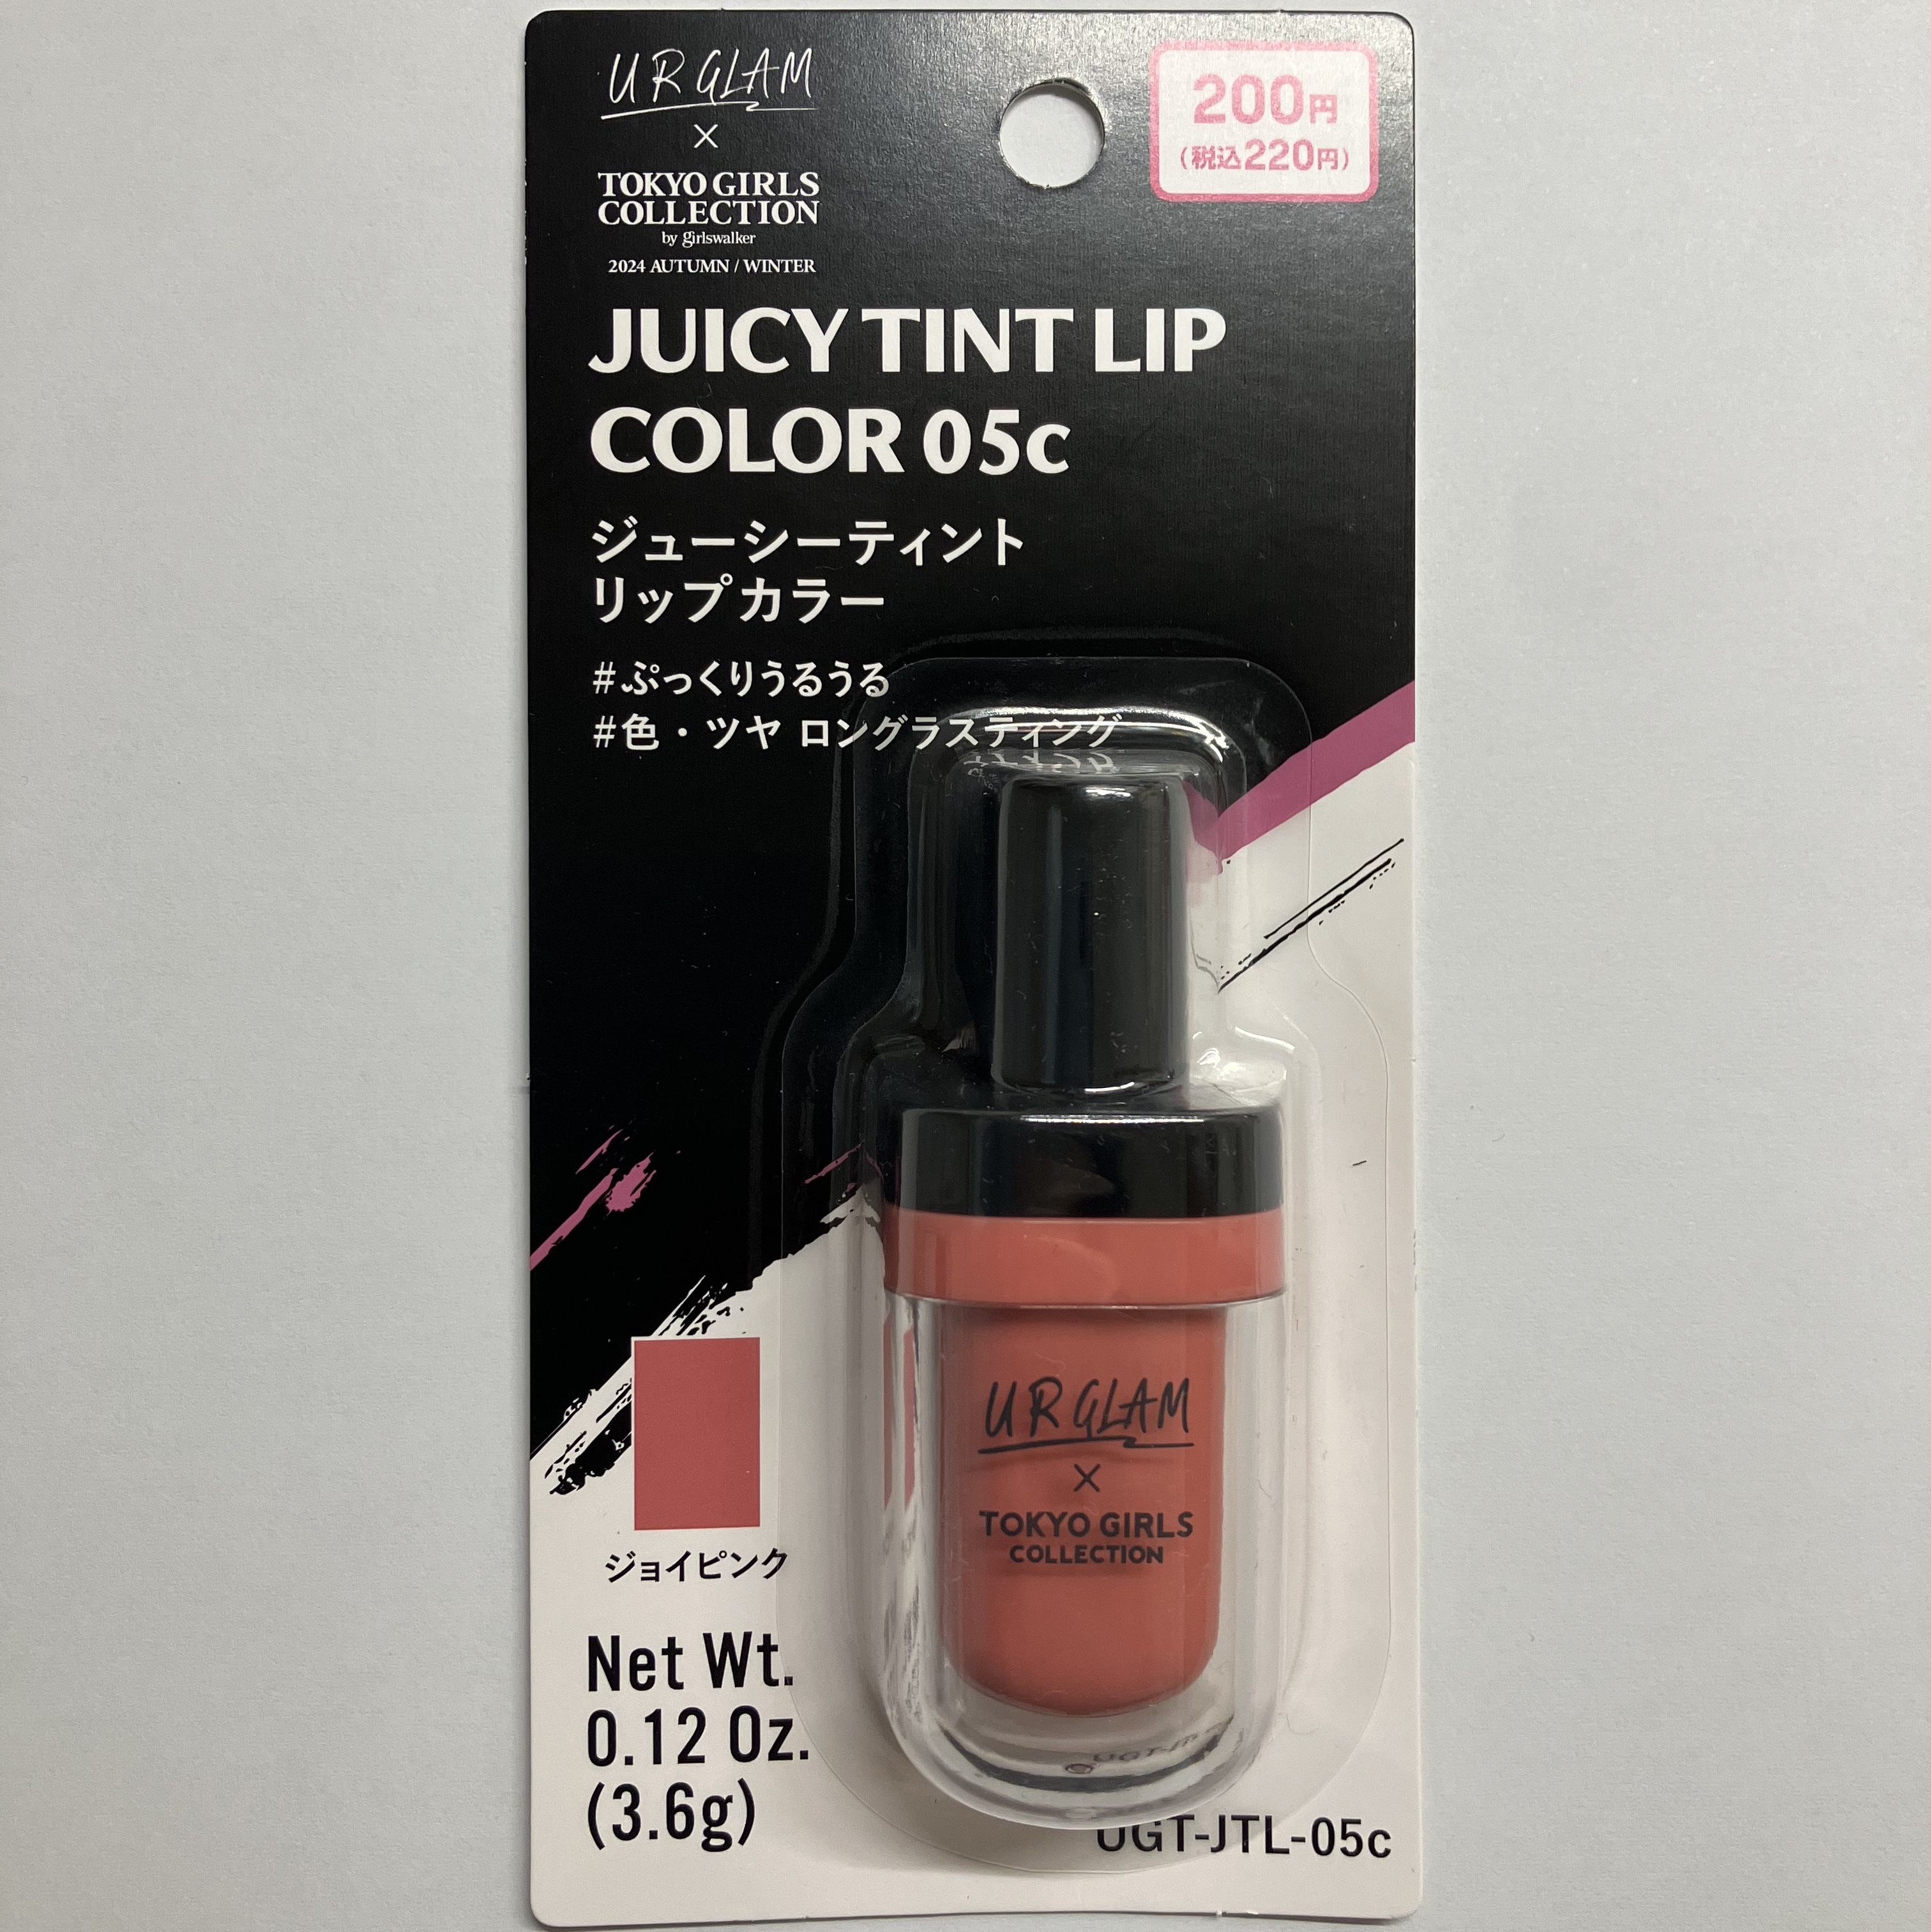 UR GLAM
×
TOKYO GIRLS
COLLECTION
by girlswalker
2024 AUTUMN / WINTER
200円
(税込220円)
JUICY TINT LIP
COLOR 05c
ジューシーティント
リップカラー
#ぷっくりうるうる
#色・ツヤ ロングラスティング
UR GLAM
×
TOKYO GIRLS
COLLECTION
ジョイピンク
Net Wt.
0.12 Oz.
(3.6g)
UGT-JTL-05c